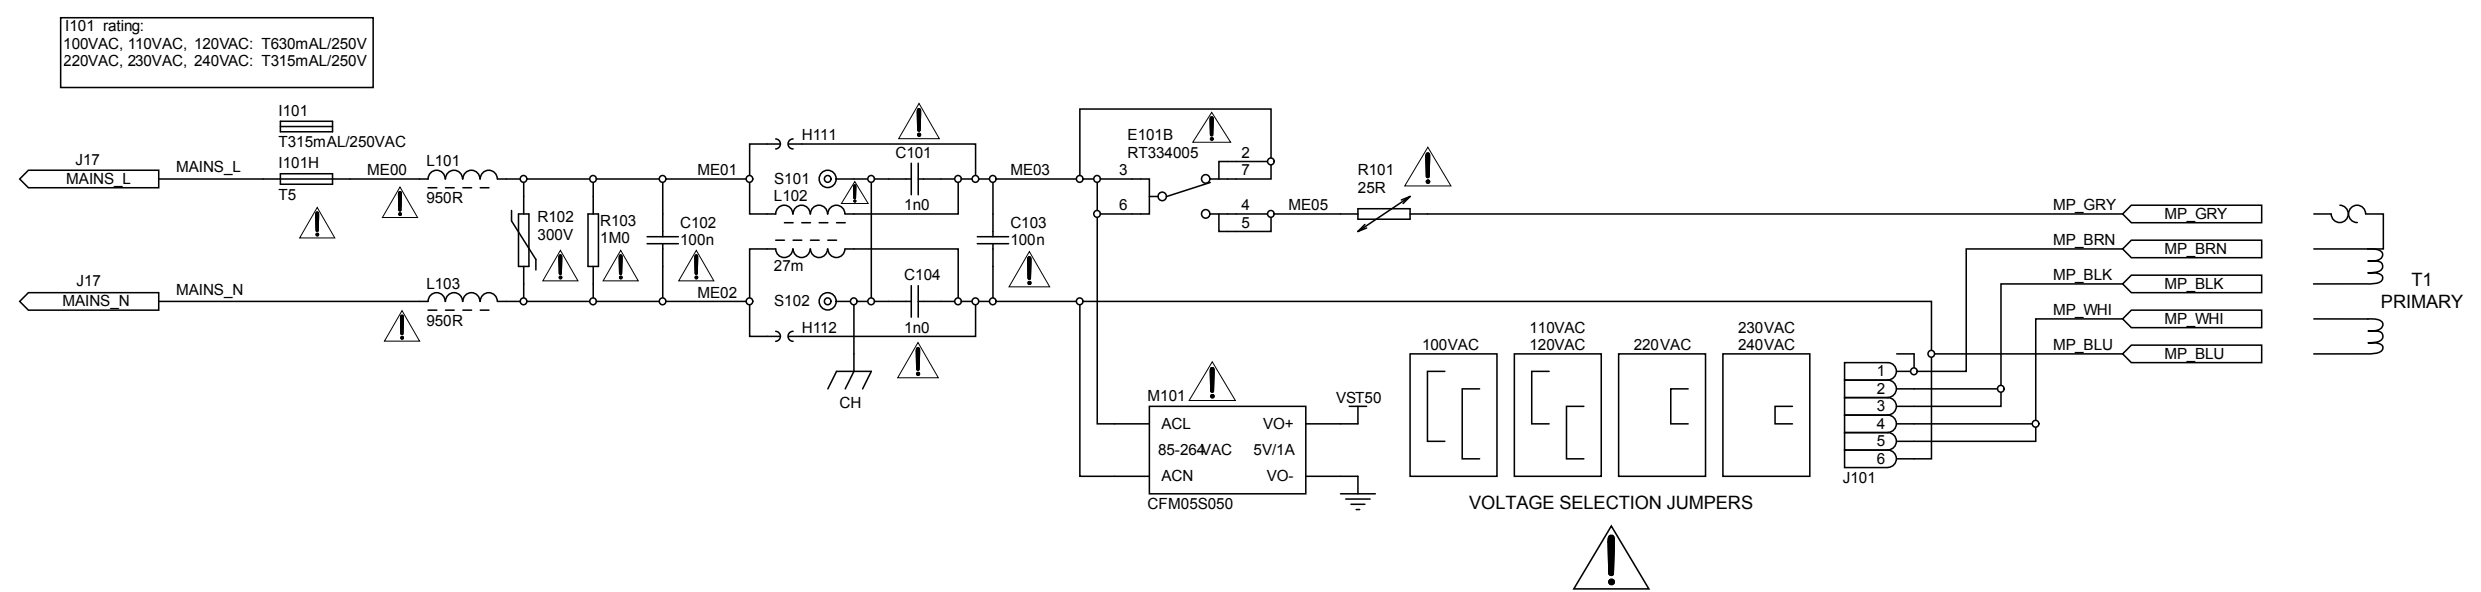 I101 rating:
100VAC, 110VAC, 120VAC: T630mAL/250V
220VAC, 230VAC, 240VAC: T315mAL/250V
I101
T315mAL/250VAC
J17
MAINS_L
MAINS_L
I101H
T5
ME00
L101
950R
J17
MAINS_N
MAINS_N
L103
950R
R102
300V
R103
1M0
C102
100n
ME01
ME02
H111
S101
L102
27m
S102
H112
C101
1n0
C104
1n0
CH
C103
100n
ME03
E101B
RT334005
3
6
2
7
4
5
ME05
R101
25R
M101
ACL
VO+
85-264VAC
5V/1A
ACN
VO-
CFM05S050
VST50
100VAC
110VAC
120VAC
220VAC
230VAC
240VAC
VOLTAGE SELECTION JUMPERS
1
2
3
4
5
6
J101
MP_GRY
MP_GRY
MP_BRN
MP_BRN
MP_BLK
MP_BLK
MP_WHI
MP_WHI
MP_BLU
MP_BLU
T1
PRIMARY